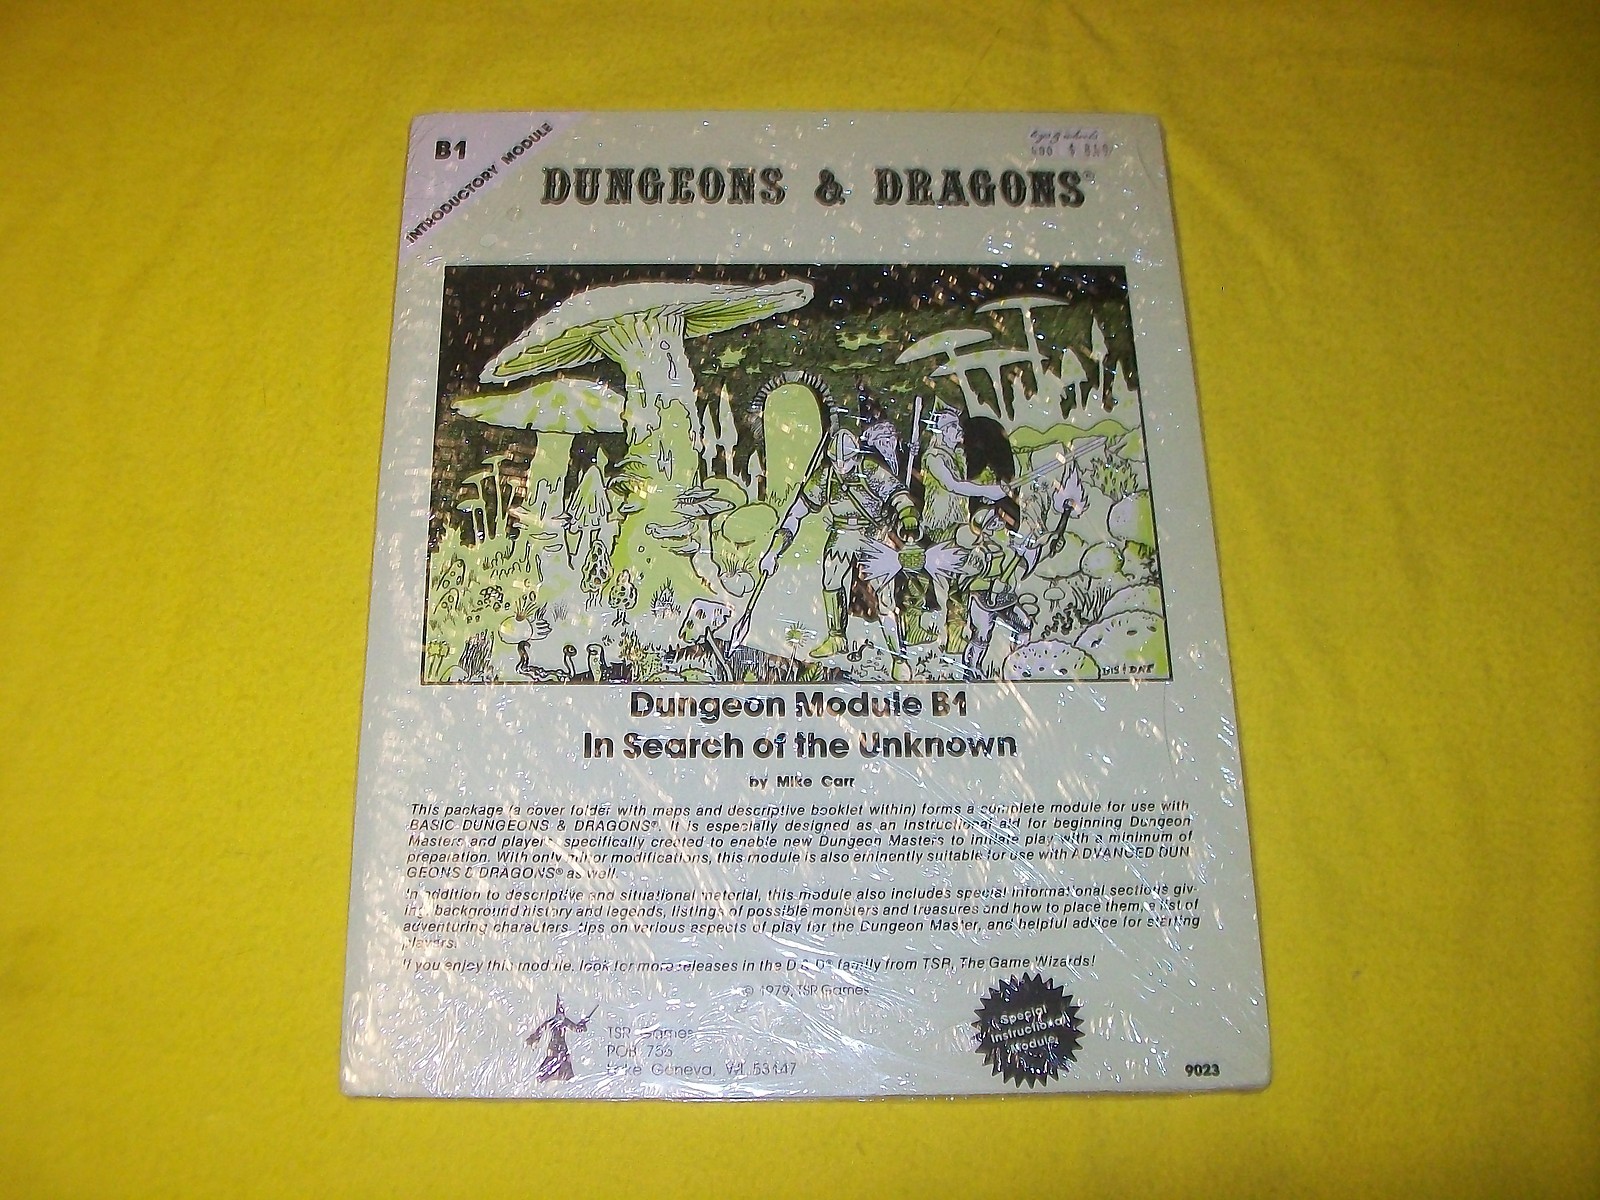 B1
INTRODUCTORY MODULE
DUNGEONS & DRAGONS®
DIS & DAT
Dungeon Module B1
In Search of the Unknown
by Mike Carr
This package (a cover folder with maps and descriptive booklet within) forms a complete module for use with
BASIC DUNGEONS & DRAGONS®. It is especially designed as an instructional aid for beginning Dungeon
Masters and players, specifically created to enable new Dungeon Masters to initiate play with a minimum of
preparation. With only minor modifications, this module is also eminently suitable for use with ADVANCED DUN
GEONS & DRAGONS® as well.
In addition to descriptive and situational material, this module also includes special informational sections giv-
ing: background history and legends, listings of possible monsters and treasures and how to place them, a list of
adventuring characters, tips on various aspects of play for the Dungeon Master, and helpful advice for starting
players.
If you enjoy this module, look for more releases in the D & D® family from TSR, The Game Wizards!
© 1979, TSR Games
TSR Games
POB 756
Lake Geneva, WI 53147
Special
Instructional
Module
9023